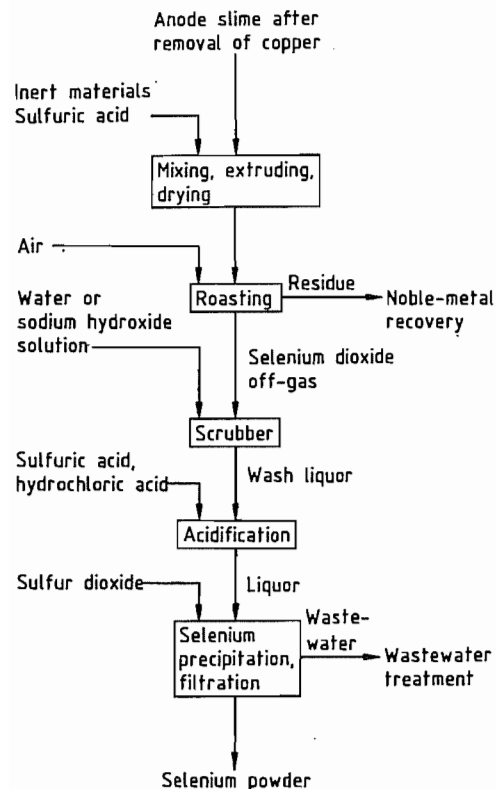 Anode slime after
removal of copper
Inert materials
Sulfuric acid
Mixing, extruding,
drying
Air
Roasting
Residue
Noble-metal
recovery
Water or
sodium hydroxide
solution
Selenium dioxide
off-gas
Scrubber
Sulfuric acid,
hydrochloric acid
Wash liquor
Acidification
Sulfur dioxide
Liquor
Selenium
precipitation,
filtration
Waste-
water
Wastewater
treatment
Selenium powder